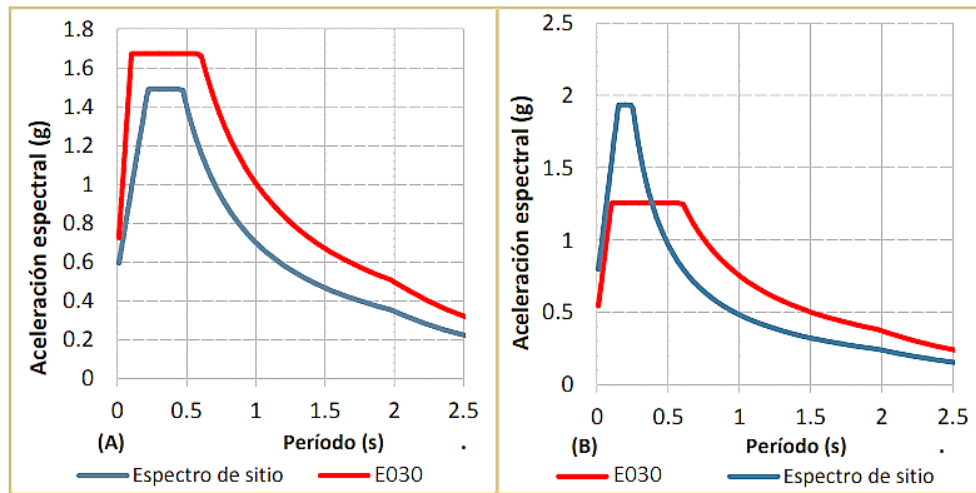 1.8
1.6
1.4
1.2
1
0.8
0.6
0.4
0.2
0
Aceleración espectral (g)
0 0.5 1 1.5 2 2.5
(A) Período (s) .
Espectro de sitio E030
2.5
2
1.5
1
0.5
0
Aceleración espectral (g)
0 0.5 1 1.5 2 2.5
(B) Período (s) .
E030 Espectro de sitio